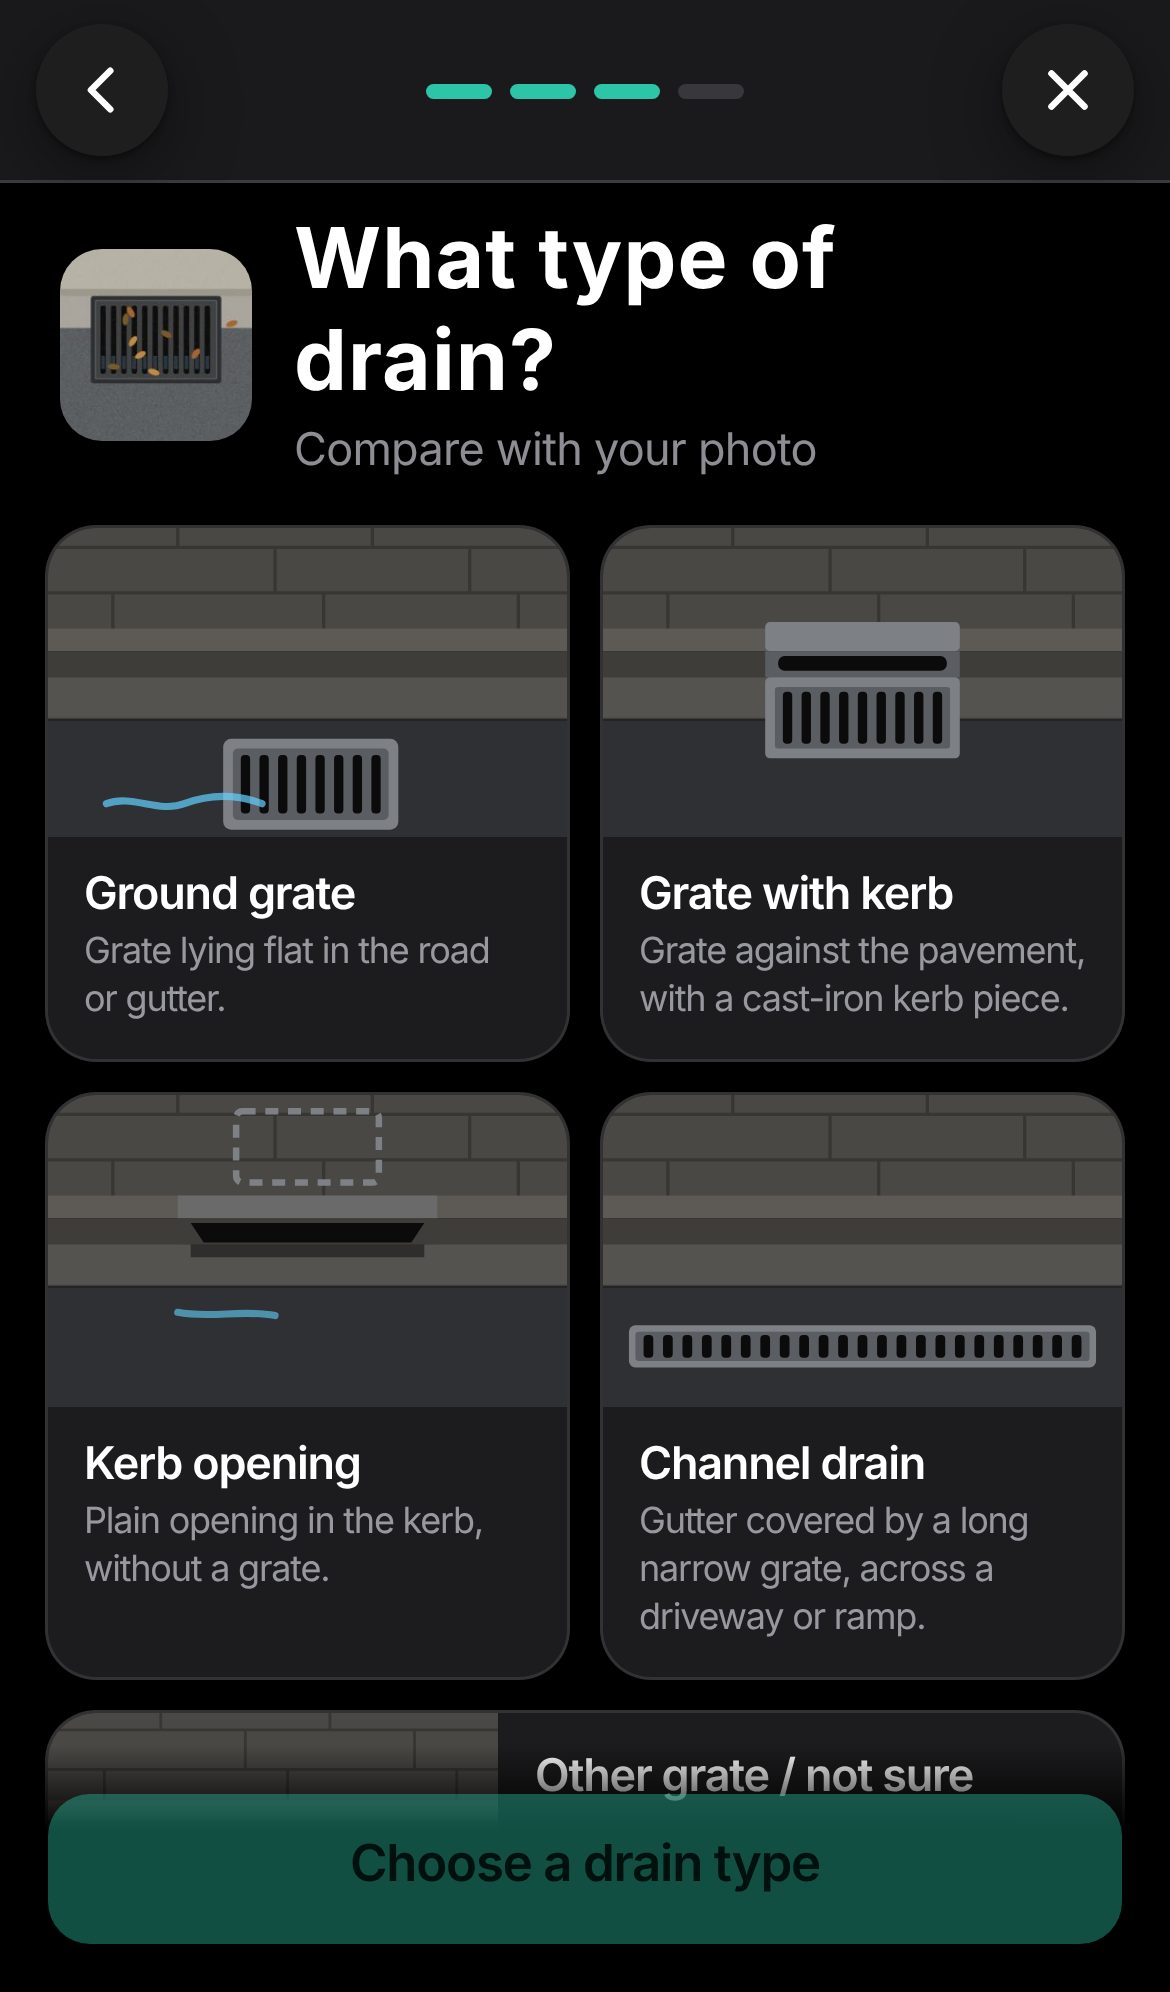 What type of
drain?
Compare with your photo
Ground grate
Grate lying flat in the road
or gutter.
Grate with kerb
Grate against the pavement,
with a cast-iron kerb piece.
Kerb opening
Plain opening in the kerb,
without a grate.
Channel drain
Gutter covered by a long
narrow grate, across a
driveway or ramp.
Other grate / not sure
Choose a drain type